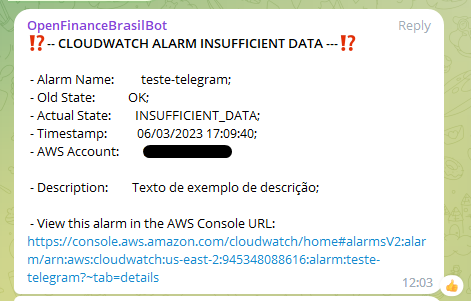 OpenFinanceBrasilBot Reply
⁉️-- CLOUDWATCH ALARM INSUFFICIENT DATA ---⁉️
- Alarm Name: teste-telegram;
- Old State: OK;
- Actual State: INSUFFICIENT_DATA;
- Timestamp: 06/03/2023 17:09:40;
- AWS Account:
- Description: Texto de exemplo de descrição;
- View this alarm in the AWS Console URL:
https://console.aws.amazon.com/cloudwatch/home#alarmsV2:alar
m/arn:aws:cloudwatch:us-east-2:945348088616:alarm:teste-
telegram?~tab=details
12:03